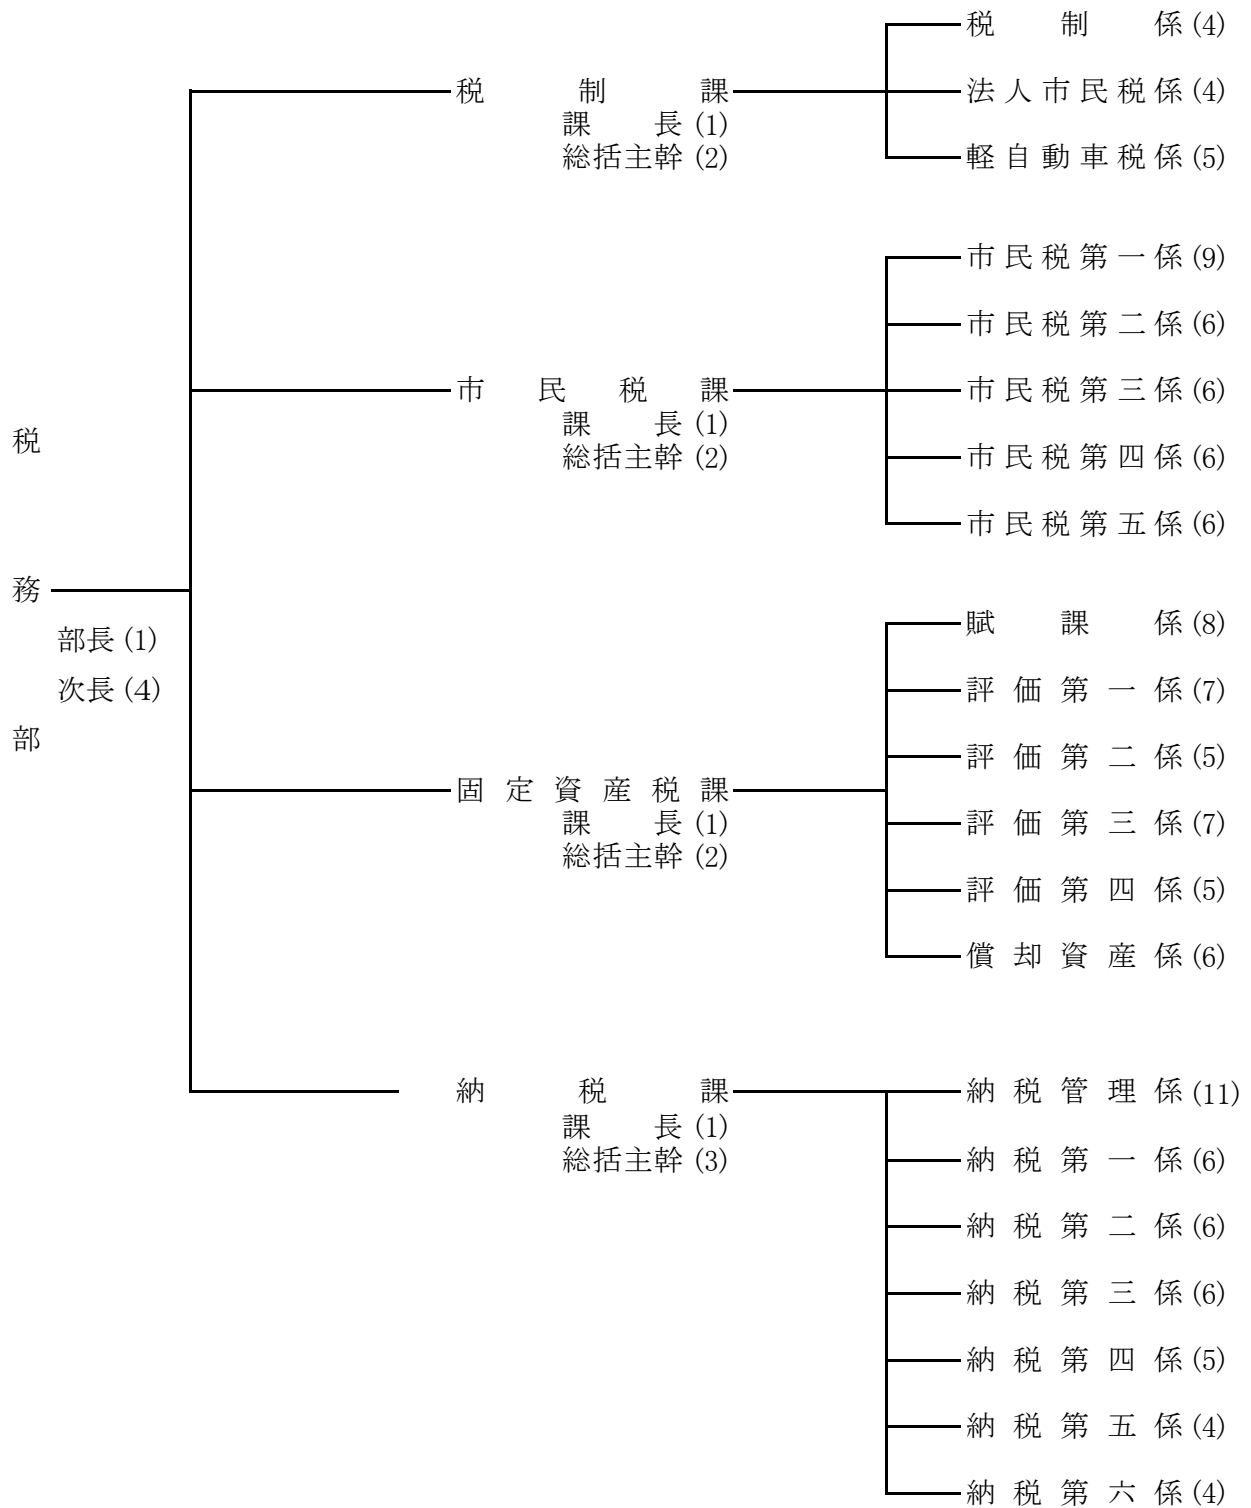 税務部
部長 (1)
次長 (4)
税制課
課長 (1)
総括主幹 (2)
税制係 (4)
法人市民税係 (4)
軽自動車税係 (5)
市民税課
課長 (1)
総括主幹 (2)
市民税第一係 (9)
市民税第二係 (6)
市民税第三係 (6)
市民税第四係 (6)
市民税第五係 (6)
固定資産税課
課長 (1)
総括主幹 (2)
賦課係 (8)
評価第一係 (7)
評価第二係 (5)
評価第三係 (7)
評価第四係 (5)
償却資産係 (6)
納税課
課長 (1)
総括主幹 (3)
納税管理係 (11)
納税第一係 (6)
納税第二係 (6)
納税第三係 (6)
納税第四係 (5)
納税第五係 (4)
納税第六係 (4)